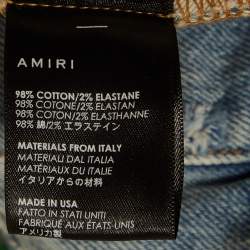 AMIRI
98% COTTON/2% ELASTANE
98% COTONE/2% ELASTAN
98% COTON/2% ELASTHANNE
98% 綿/2% エラステイン
MATERIALS FROM ITALY
MATERIALI DAL ITALIA
MATÉRIAUX DU ITALIE
イタリアからの材料
MADE IN USA
FATTO IN STATI UNITI
FABRIQUÉ AUX ÉTATS-UNIS
アメリカ製